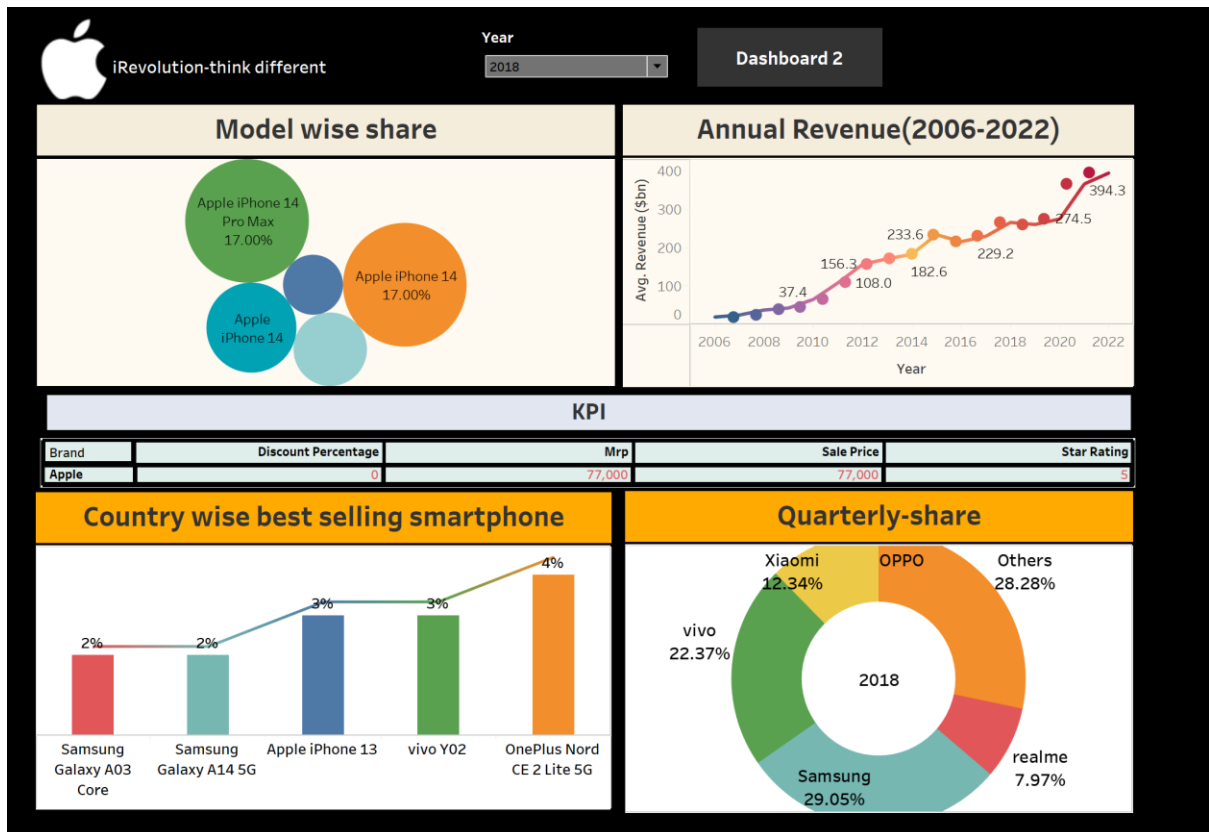 iRevolution-think different
Year
2018
Dashboard 2
Model wise share
Apple iPhone 14
Pro Max
17.00%
Apple iPhone 14
17.00%
Apple
iPhone 14
Annual Revenue(2006-2022)
Avg. Revenue ($bn)
400
300
200
100
0
37.4
156.3
108.0
233.6
182.6
229.2
274.5
394.3
2006 2008 2010 2012 2014 2016 2018 2020 2022
Year
KPI
Brand Discount Percentage Mrp Sale Price Star Rating
Apple 0 77,000 77,000 5
Country wise best selling smartphone
2% 2% 3% 3% 4%
Samsung
Galaxy A03
Core
Samsung
Galaxy A14 5G
Apple iPhone 13
vivo Y02
OnePlus Nord
CE 2 Lite 5G
Quarterly-share
Xiaomi
12.34%
OPPO
Others
28.28%
vivo
22.37%
2018
realme
7.97%
Samsung
29.05%